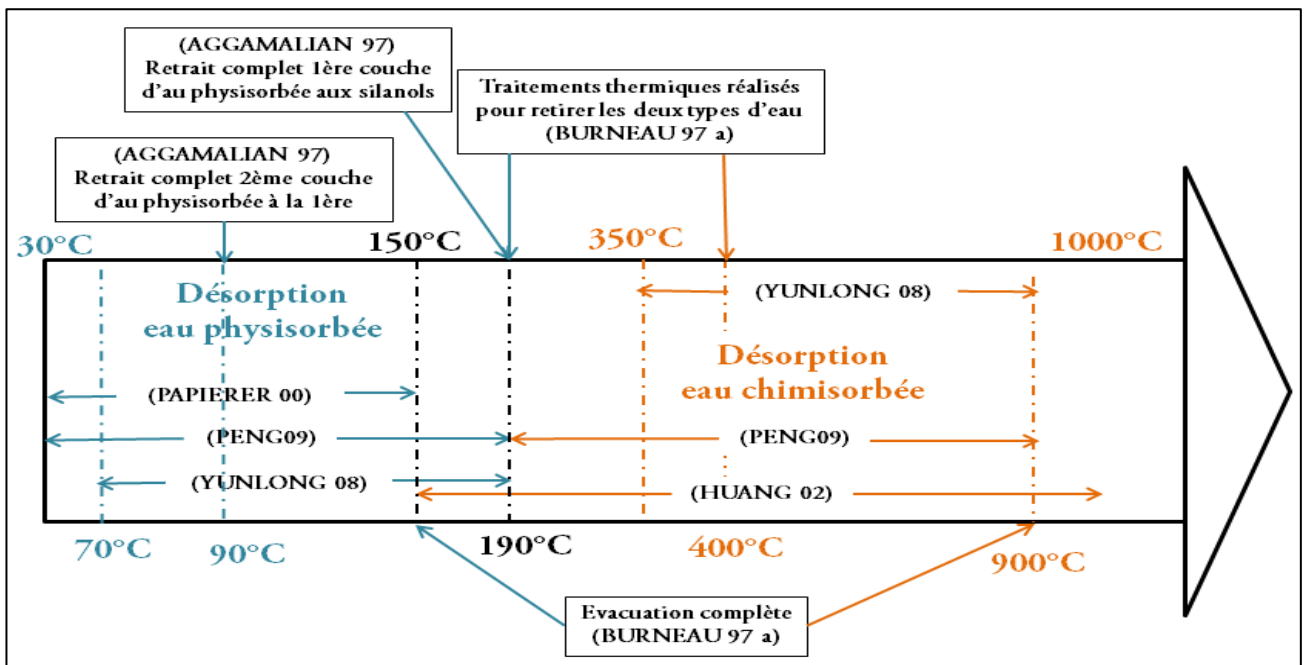 (AGGAMALIAN 97)
Retrait complet 1ère couche
d'au physisorbée aux silanols
Traitements thermiques réalisés
pour retirer les deux types d'eau
(BURNEAU 97 a)
(AGGAMALIAN 97)
Retrait complet 2ème couche
d'au physisorbée à la 1ère
30°C
150°C
350°C
1000°C
Désorption
eau physisorbée
(YUNLONG 08)
Désorption
eau chimisorbée
(PAPIERER 00)
(PENG09)
(PENG09)
(YUNLONG 08)
(HUANG 02)
70°C
90°C
190°C
400°C
900°C
Evacuation complète
(BURNEAU 97 a)